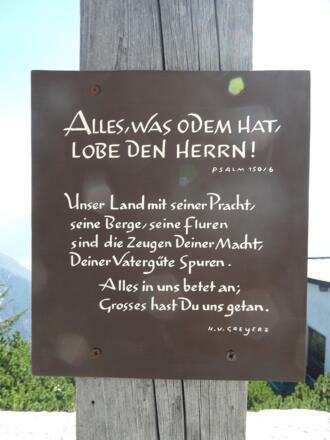 ALLES, WAS ODEM HAT,
LOBE DEN HERRN!
PSALM 150/6
Unser Land mit seiner Pracht,
seine Berge, seine Fluren
sind die Zeugen Deiner Macht,
Deiner Vatergüte Spuren.
Alles in uns betet an;
Grosses hast Du uns getan.
H.V. GREYERZ